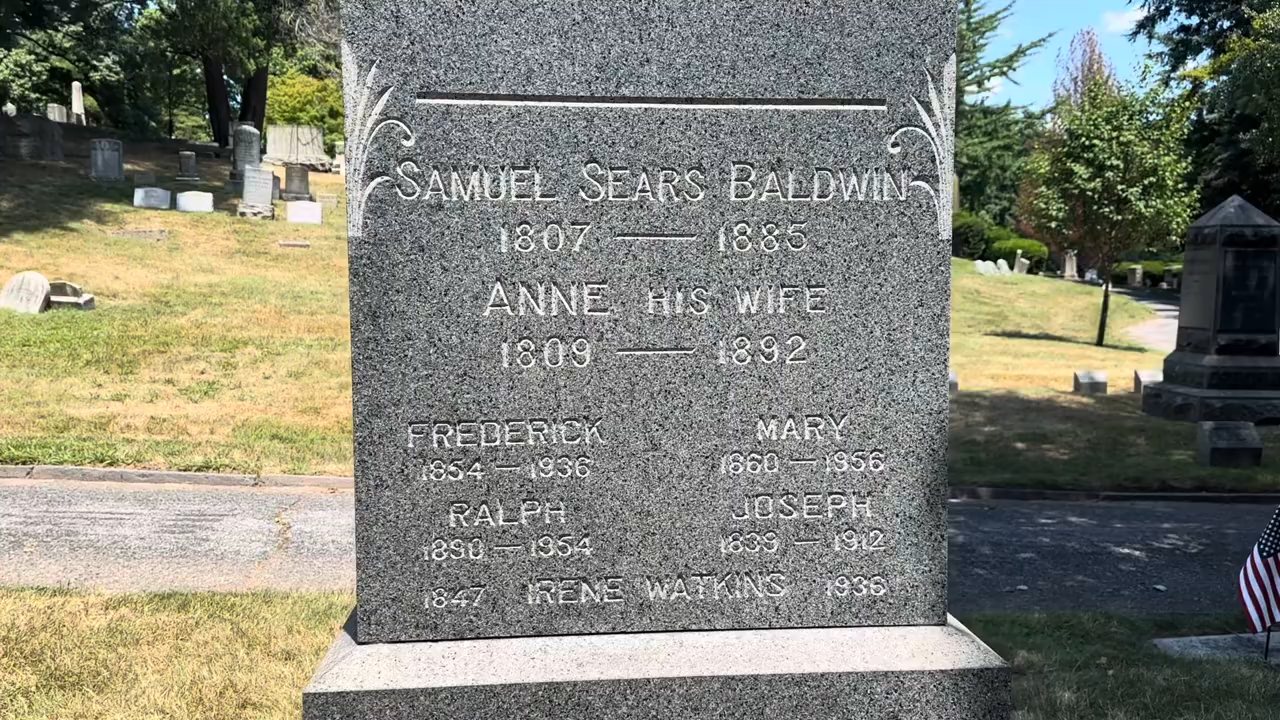 SAMUEL SEARS BALDWIN
1807 — 1885
ANNE HIS WIFE
1809 — 1892
FREDERICK MARY
1854 — 1936 1860 — 1956
RALPH JOSEPH
1890 — 1954 1839 — 1912
1847 IRENE WATKINS 1936